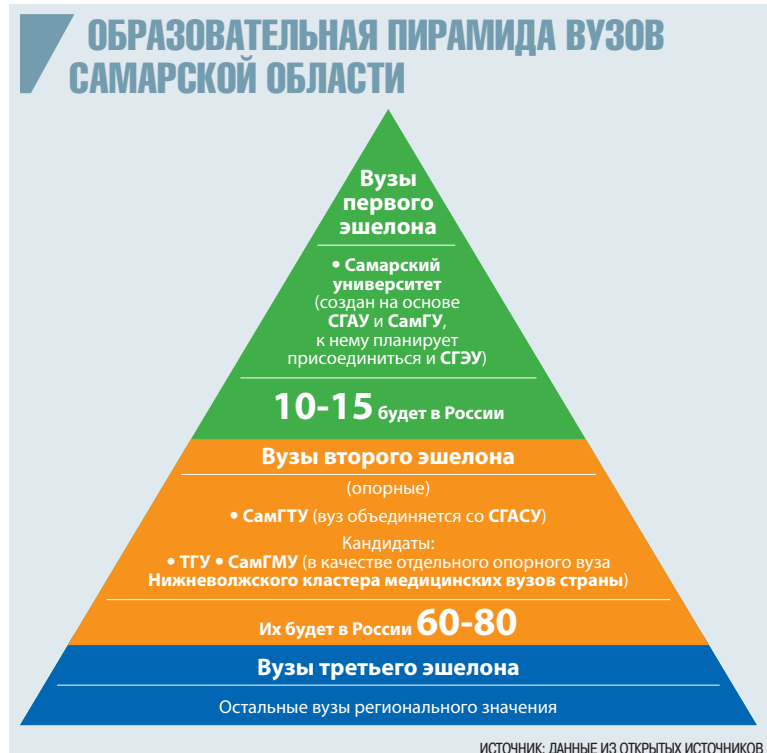 ОБРАЗОВАТЕЛЬНАЯ ПИРАМИДА ВУЗОВ
САМАРСКОЙ ОБЛАСТИ
Вузы
первого
эшелона
• Самарский
университет
(создан на основе
СГАУ и СамГУ,
к нему планирует
присоединиться и СГЭУ)
10-15 будет в России
Вузы второго эшелона
(опорные)
• СамГТУ (вуз объединяется со СГАСУ)
Кандидаты:
• ТГУ • СамГМУ (в качестве отдельного опорного вуза
Нижневолжского кластера медицинских вузов страны)
Их будет в России 60-80
Вузы третьего эшелона
Остальные вузы регионального значения
ИСТОЧНИК: ДАННЫЕ ИЗ ОТКРЫТЫХ ИСТОЧНИКОВ